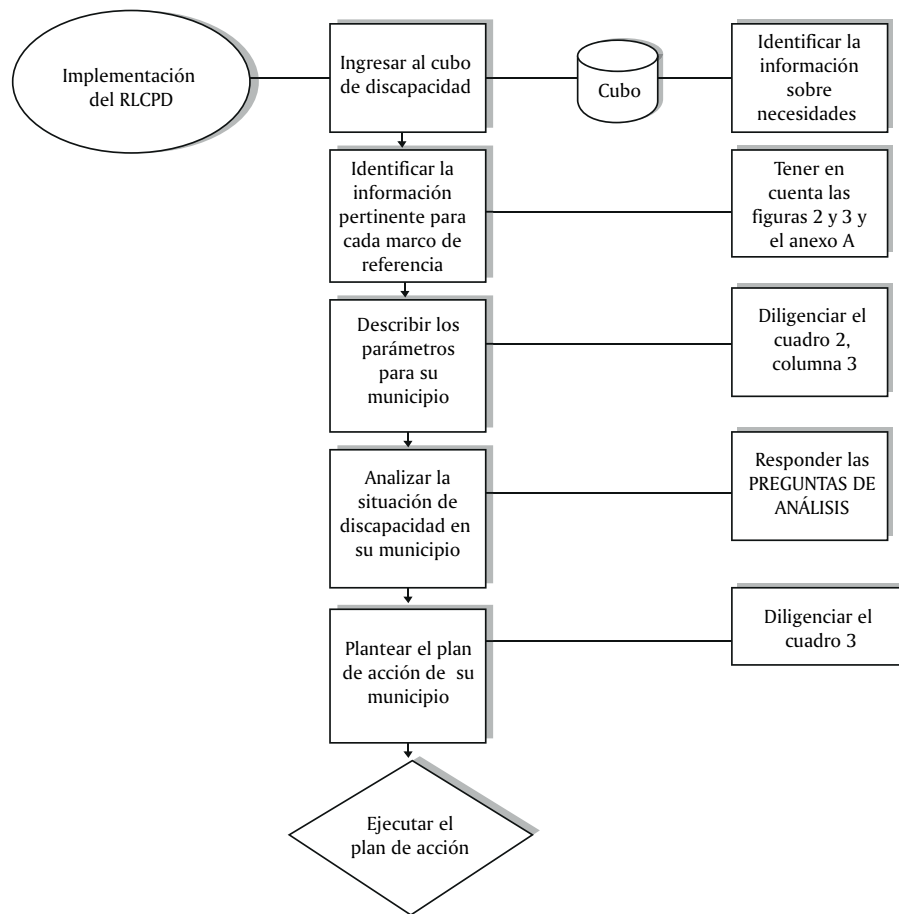 Implementación
del RLCPD
Ingresar al cubo
de discapacidad
Cubo
Identificar la
información
sobre
necesidades
Identificar la
información
pertinente para
cada marco de
referencia
Tener en
cuenta las
figuras 2 y 3 y
el anexo A
Describir los
parámetros
para su
municipio
Diligenciar el
cuadro 2,
columna 3
Analizar la
situación de
discapacidad en
su municipio
Responder las
PREGUNTAS DE
ANÁLISIS
Plantear el plan
de acción de su
municipio
Diligenciar el
cuadro 3
Ejecutar el
plan de acción